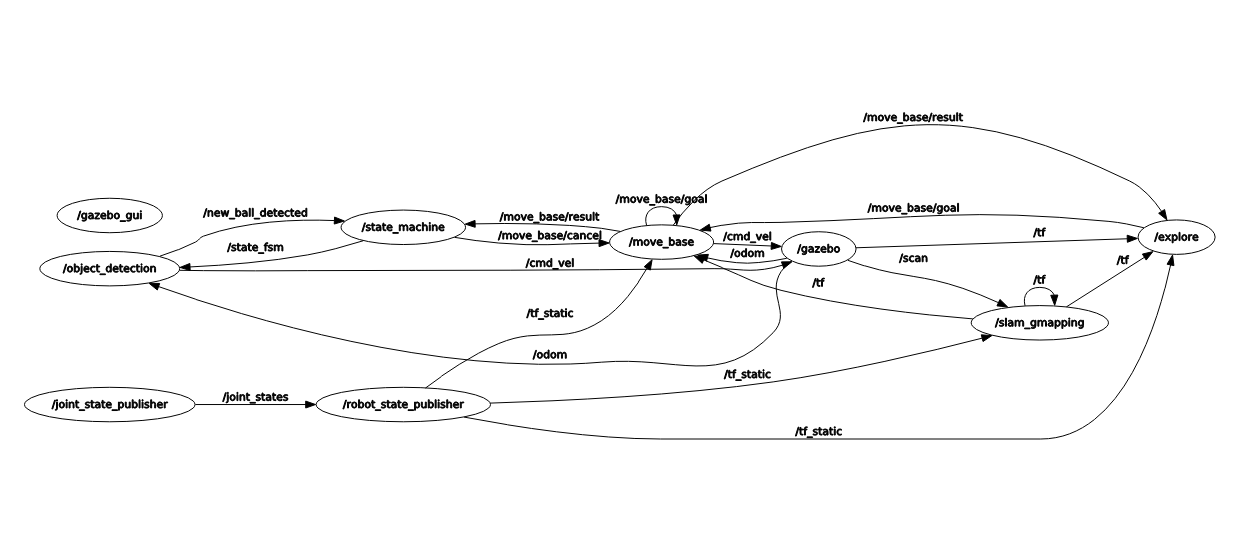 /move_base/result
/move_base/goal
/gazebo_gui
/new_ball_detected
/state_machine
/move_base/result
/move_base/goal
/state_fsm
/move_base/cancel
/move_base
/cmd_vel
/odom
/gazebo
/tf
/explore
/object_detection
/cmd_vel
/scan
/tf
/tf
/tf
/tf_static
/slam_gmapping
/odom
/tf_static
/joint_state_publisher
/joint_states
/robot_state_publisher
/tf_static